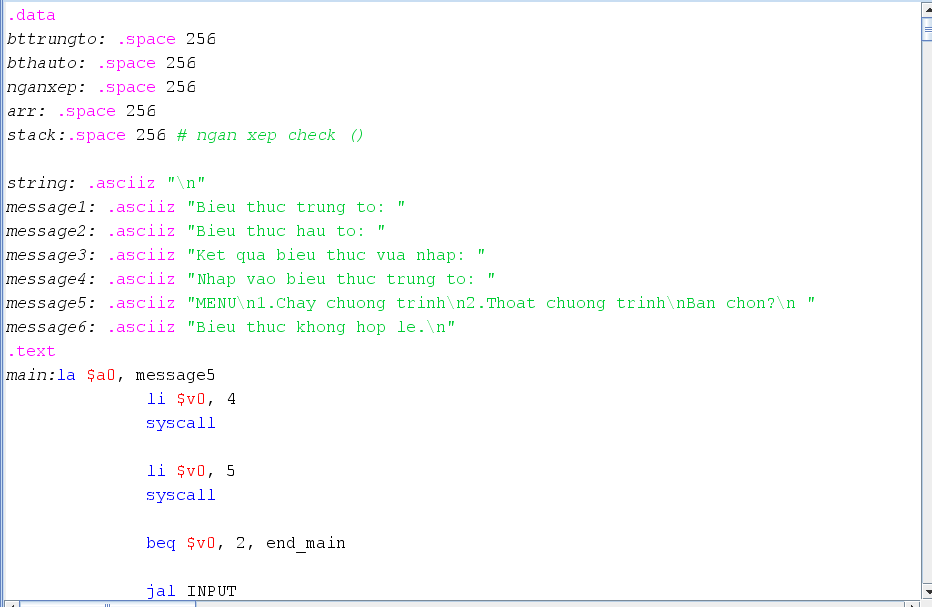 .data
bttrungto: .space 256
bthauto: .space 256
nganxep: .space 256
arr: .space 256
stack:.space 256 # ngan xep check ()
string: .asciiz "\n"
message1: .asciiz "Bieu thuc trung to: "
message2: .asciiz "Bieu thuc hau to: "
message3: .asciiz "Ket qua bieu thuc vua nhap: "
message4: .asciiz "Nhap vao bieu thuc trung to: "
message5: .asciiz "MENU\n1.Chay chuong trinh\n2.Thoat chuong trinh\nBan chon?\n "
message6: .asciiz "Bieu thuc khong hop le.\n"
.text
main:la $a0, message5
li $v0, 4
syscall
li $v0, 5
syscall
beq $v0, 2, end_main
jal INPUT